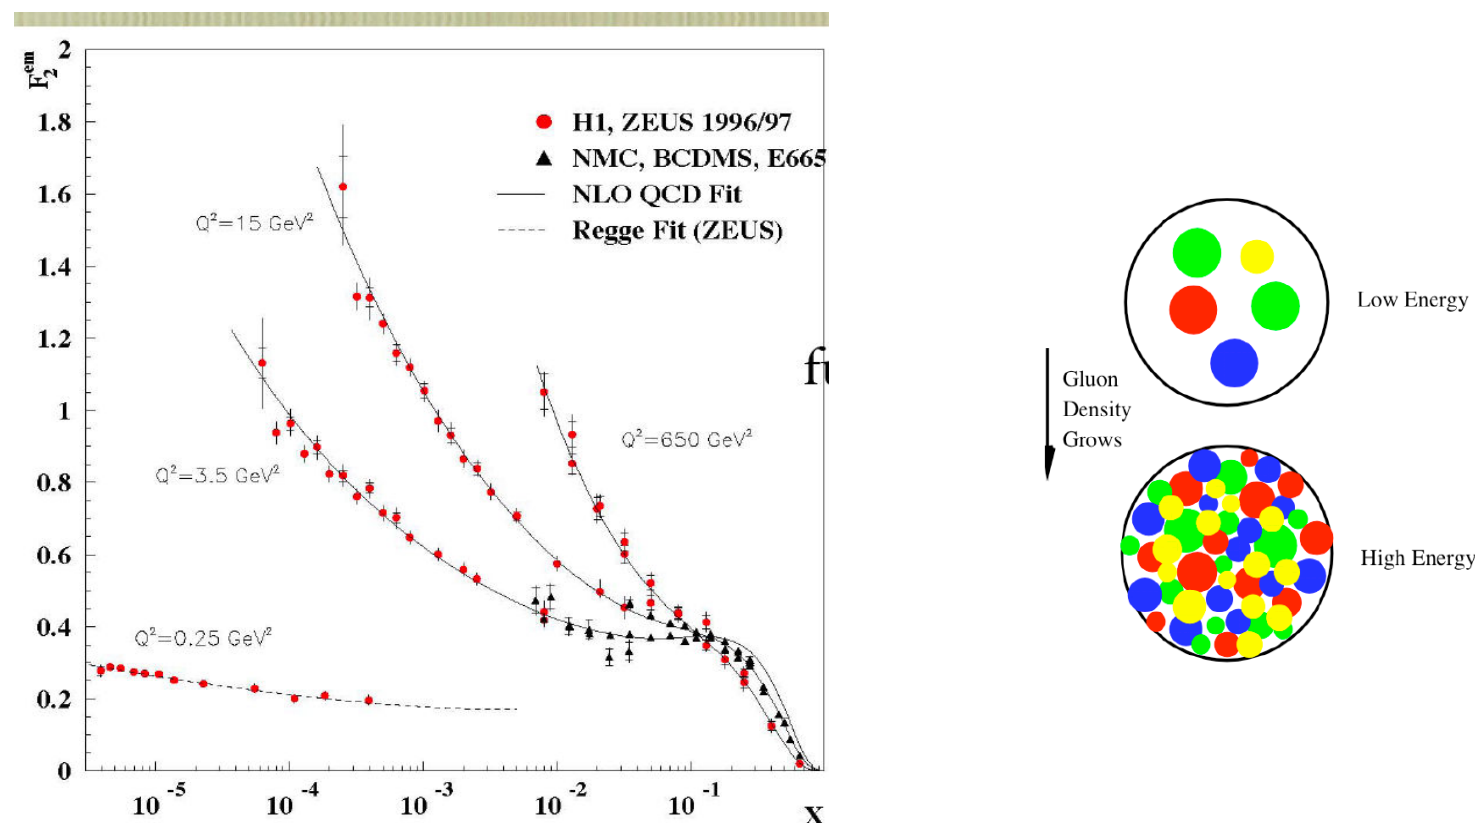 F₂ᵉᵐ
2
1.8
1.6
1.4
1.2
1
0.8
0.6
0.4
0.2
0
H1, ZEUS 1996/97
NMC, BCDMS, E665
NLO QCD Fit
Regge Fit (ZEUS)
Q²=15 GeV²
Q²=3.5 GeV²
Q²=650 GeV²
Q²=0.25 GeV²
10⁻⁵
10⁻⁴
10⁻³
10⁻²
10⁻¹
X
Low Energy
Gluon
Density
Grows
High Energy